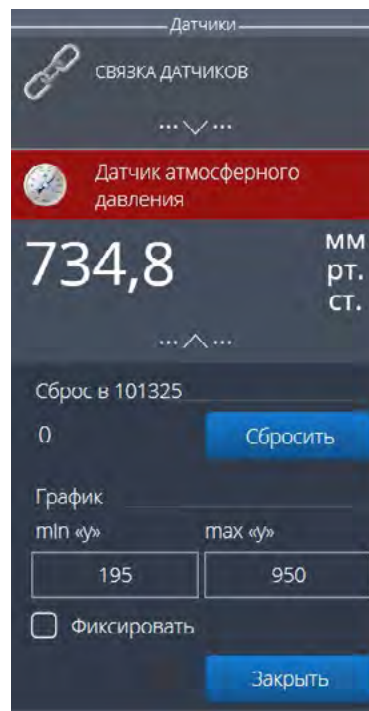 Датчики
СВЯЗКА ДАТЧИКОВ
Датчик атмосферного
давления
734,8 мм
рт.
ст.
Сброс в 101325
0 Сбросить
График
min «y» max «y»
195 950
Фиксировать
Закрыть